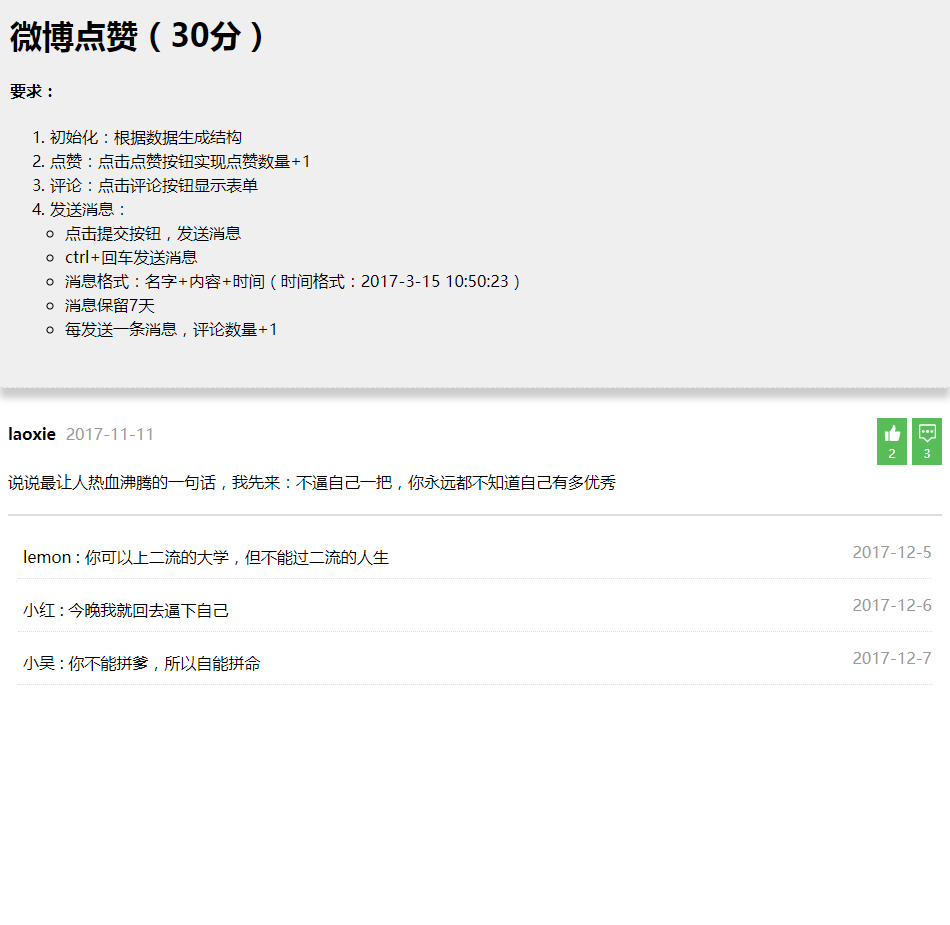 微博点赞（30分）
要求：
1. 初始化：根据数据生成结构
2. 点赞：点击点赞按钮实现点赞数量+1
3. 评论：点击评论按钮显示表单
4. 发送消息：
点击提交按钮，发送消息
ctrl+回车发送消息
消息格式：名字+内容+时间（时间格式：2017-3-15 10:50:23）
消息保留7天
每发送一条消息，评论数量+1
laoxie 2017-11-11
2 3
说说最让人热血沸腾的一句话，我先来：不逼自己一把，你永远都不知道自己有多优秀
lemon : 你可以上二流的大学，但不能过二流的人生 2017-12-5
小红 : 今晚我就回去逼下自己 2017-12-6
小吴 : 你不能拼爹，所以自能拼命 2017-12-7